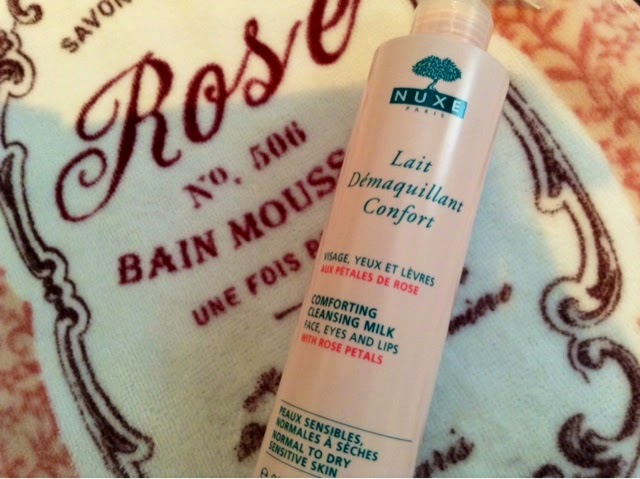 SAVON
Rose
No. 506
BAIN MOUSS
UNE FOIS
NUXE
PARIS
Lait
Démaquillant
Confort
VISAGE, YEUX ET LÈVRES
AUX PÉTALES DE ROSE
COMFORTING
CLEANSING MILK
FACE, EYES AND LIPS
WITH ROSE PETALS
PEAUX SENSIBLES,
NORMALES À SÈCHES
NORMAL TO DRY
SENSITIVE SKIN
aris